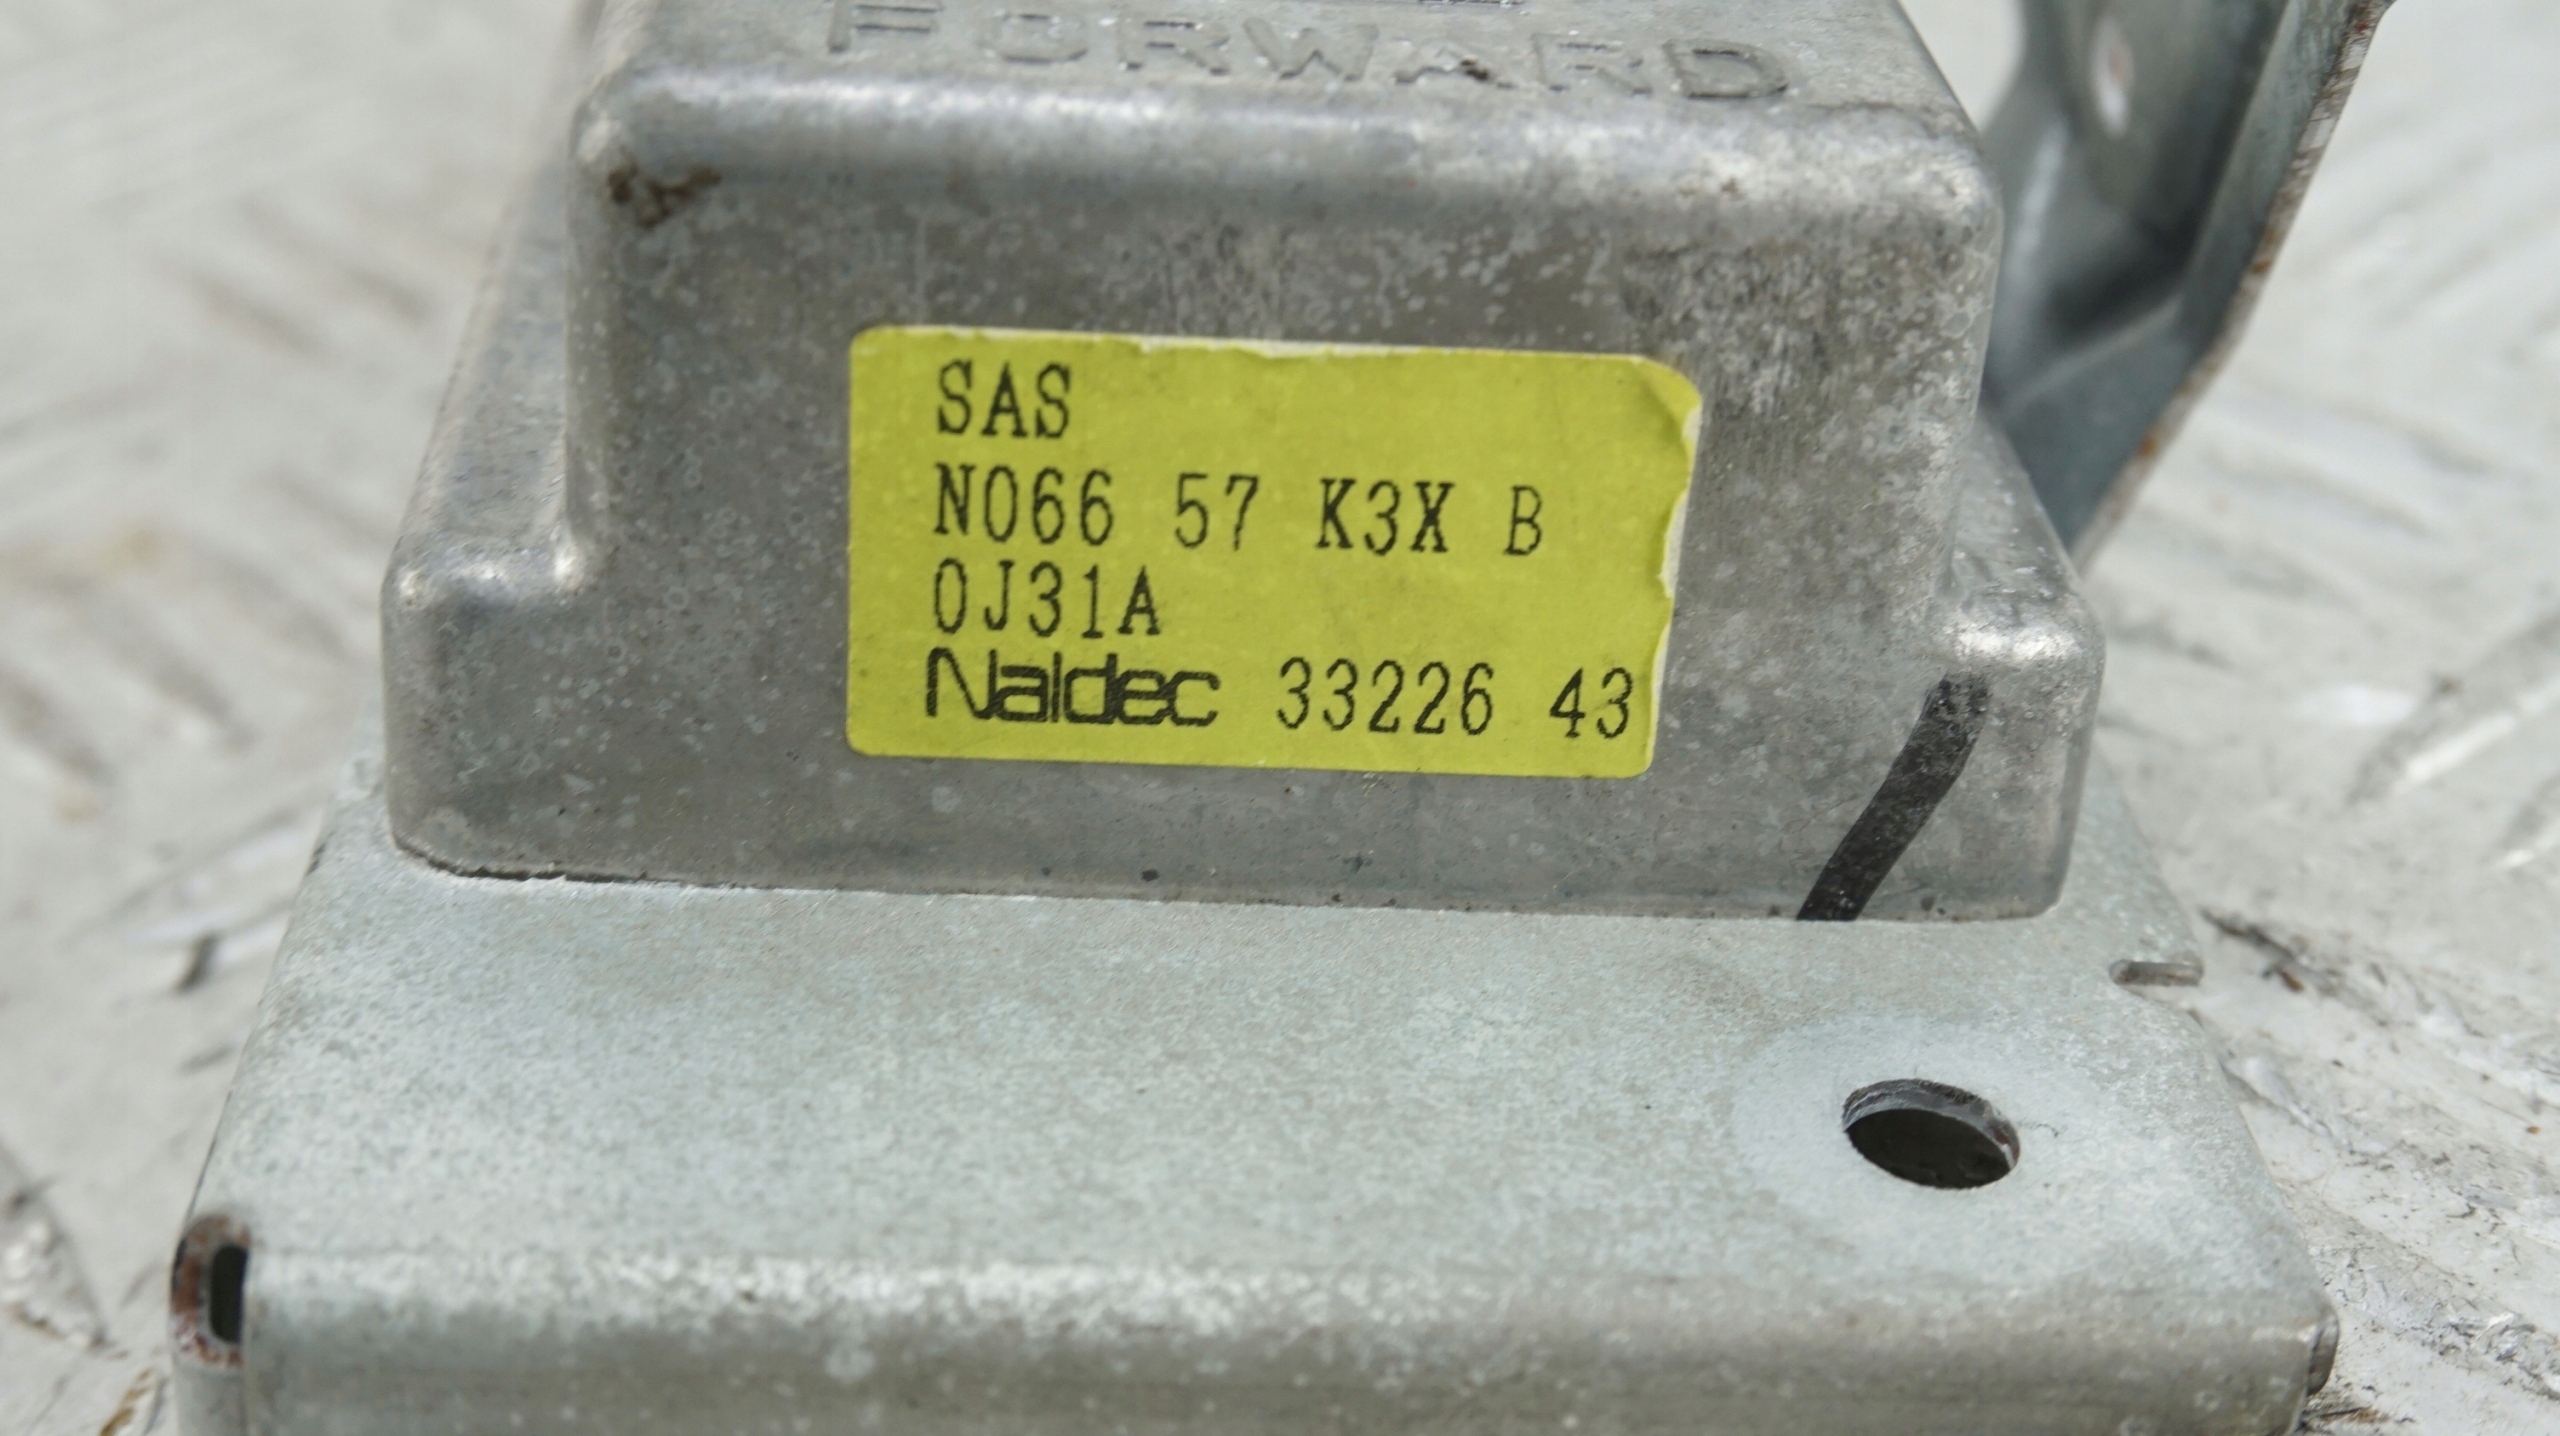 FORWARD
SAS
N066 57 K3X B
0J31A
Naldec 33226 43